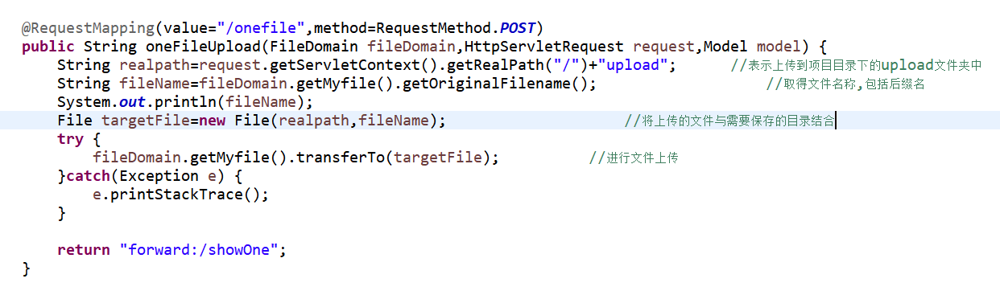 @RequestMapping(value="/onefile",method=RequestMethod.POST)
public String oneFileUpload(FileDomain fileDomain,HttpServletRequest request,Model model) {
String realpath=request.getServletContext().getRealPath("/")+"upload"; //表示上传到项目目录下的upload文件夹中
String fileName=fileDomain.getMyfile().getOriginalFilename(); //取得文件名称,包括后缀名
System.out.println(fileName);
File targetFile=new File(realpath,fileName); //将上传的文件与需要保存的目录结合
try {
fileDomain.getMyfile().transferTo(targetFile); //进行文件上传
}catch(Exception e) {
e.printStackTrace();
}
return "forward:/showOne";
}